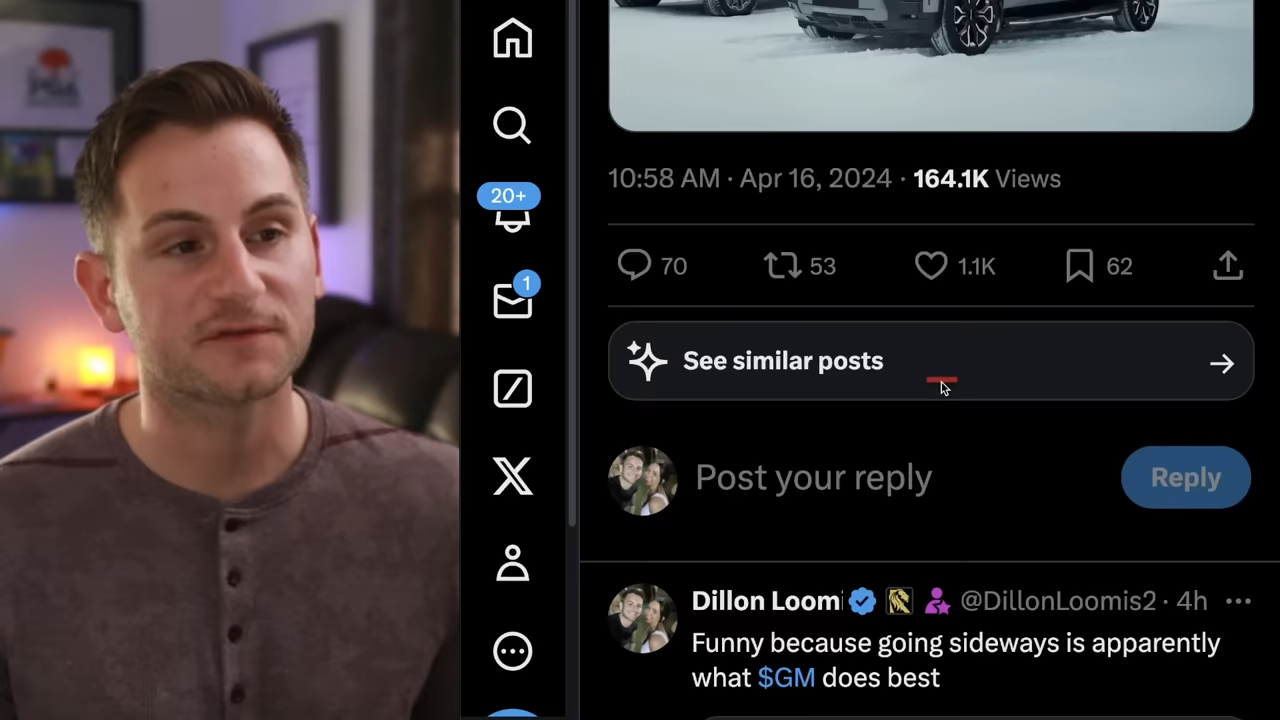 20+
1
10:58 AM · Apr 16, 2024 · 164.1K Views
70 53 1.1K 62
See similar posts
Post your reply
Reply
Dillon Loomi @DillonLoomis2 · 4h
Funny because going sideways is apparently
what $GM does best